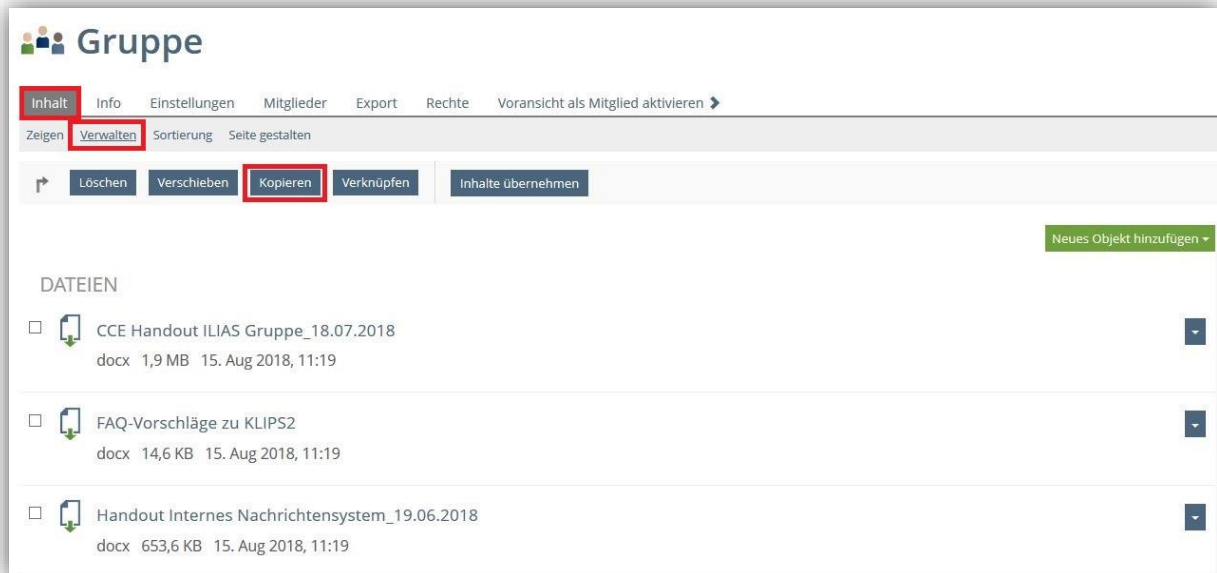 Gruppe
Inhalt Info Einstellungen Mitglieder Export Rechte Voransicht als Mitglied aktivieren
Zeigen Verwalten Sortierung Seite gestalten
Löschen Verschieben Kopieren Verknüpfen Inhalte übernehmen
Neues Objekt hinzufügen
DATEIEN
CCE Handout ILIAS Gruppe_18.07.2018
docx 1,9 MB 15. Aug 2018, 11:19
FAQ-Vorschläge zu KLIPS2
docx 14,6 KB 15. Aug 2018, 11:19
Handout Internes Nachrichtensystem_19.06.2018
docx 653,6 KB 15. Aug 2018, 11:19